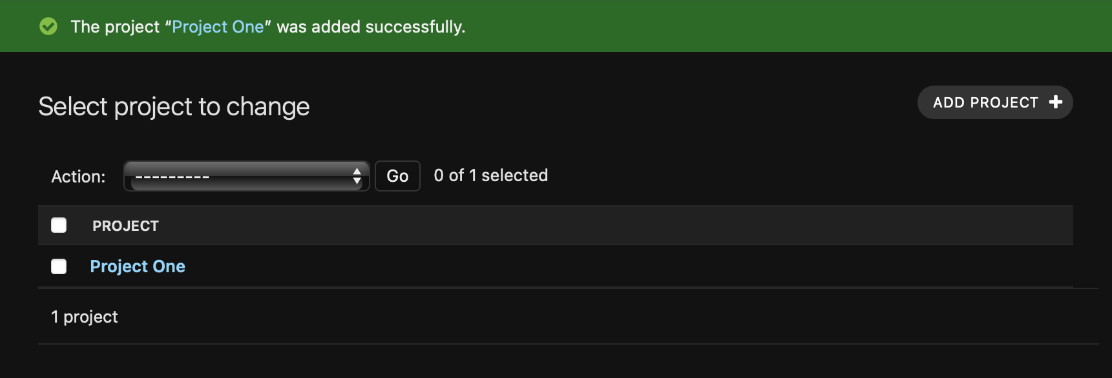 The project “Project One” was added successfully.
Select project to change
ADD PROJECT +
Action: --------- Go 0 of 1 selected
PROJECT
Project One
1 project